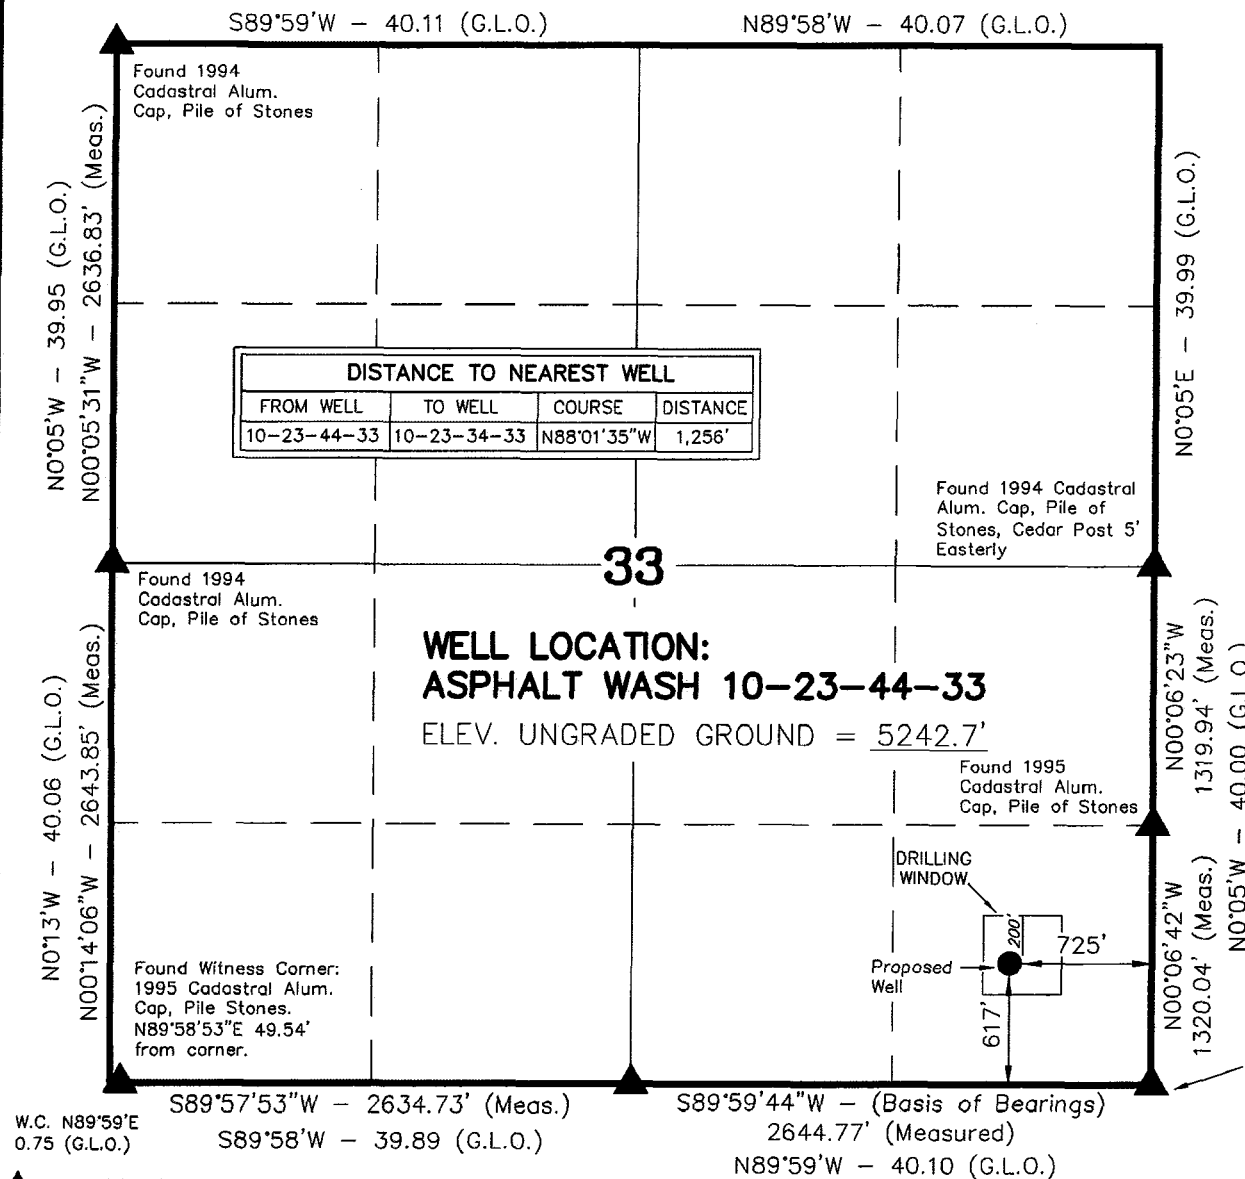 S89°59'W - 40.11 (G.L.O.)
N89°58'W - 40.07 (G.L.O.)
Found 1994
Cadastral Alum.
Cap, Pile of Stones
N0°05'W - 39.95 (G.L.O.)
N00°05'31"W - 2636.83' (Meas.)
N0°05'E - 39.99 (G.L.O.)
DISTANCE TO NEAREST WELL
FROM WELL TO WELL COURSE DISTANCE
10-23-44-33 10-23-34-33 N88°01'35"W 1,256'
Found 1994 Cadastral
Alum. Cap, Pile of
Stones, Cedar Post 5'
Easterly
33
Found 1994
Cadastral Alum.
Cap, Pile of Stones
WELL LOCATION:
ASPHALT WASH 10-23-44-33
ELEV. UNGRADED GROUND = 5242.7'
N0°13'W - 40.06 (G.L.O.)
N00°14'06"W - 2643.85' (Meas.)
N00°06'23"W
1319.94' (Meas.)
N0°05'W - 40.00 (G.L.O.)
Found 1995
Cadastral Alum.
Cap, Pile of Stones
DRILLING
WINDOW
200'
725'
Proposed
Well
617'
N00°06'42"W
1320.04' (Meas.)
Found Witness Corner:
1995 Cadastral Alum.
Cap, Pile Stones.
N89°58'53"E 49.54'
from corner.
W.C. N89°59'E
0.75 (G.L.O.)
S89°57'53"W - 2634.73' (Meas.)
S89°58'W - 39.89 (G.L.O.)
S89°59'44"W - (Basis of Bearings)
2644.77' (Measured)
N89°59'W - 40.10 (G.L.O.)